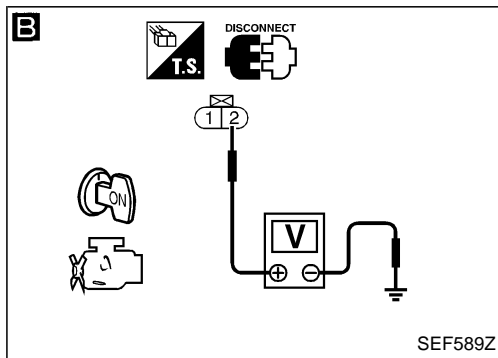 B
DISCONNECT
T.S.
1 2
ON
V
+ −
SEF589Z